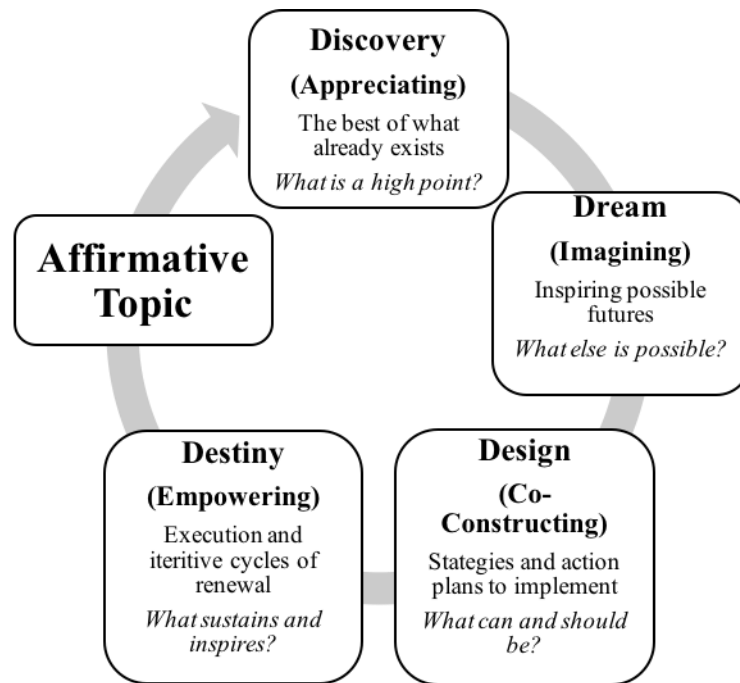 Discovery
(Appreciating)
The best of what
already exists
What is a high point?
Dream
(Imagining)
Inspiring possible
futures
What else is possible?
Design
(Co-
Constructing)
Stategies and action
plans to implement
What can and should
be?
Destiny
(Empowering)
Execution and
iteritive cycles of
renewal
What sustains and
inspires?
Affirmative
Topic